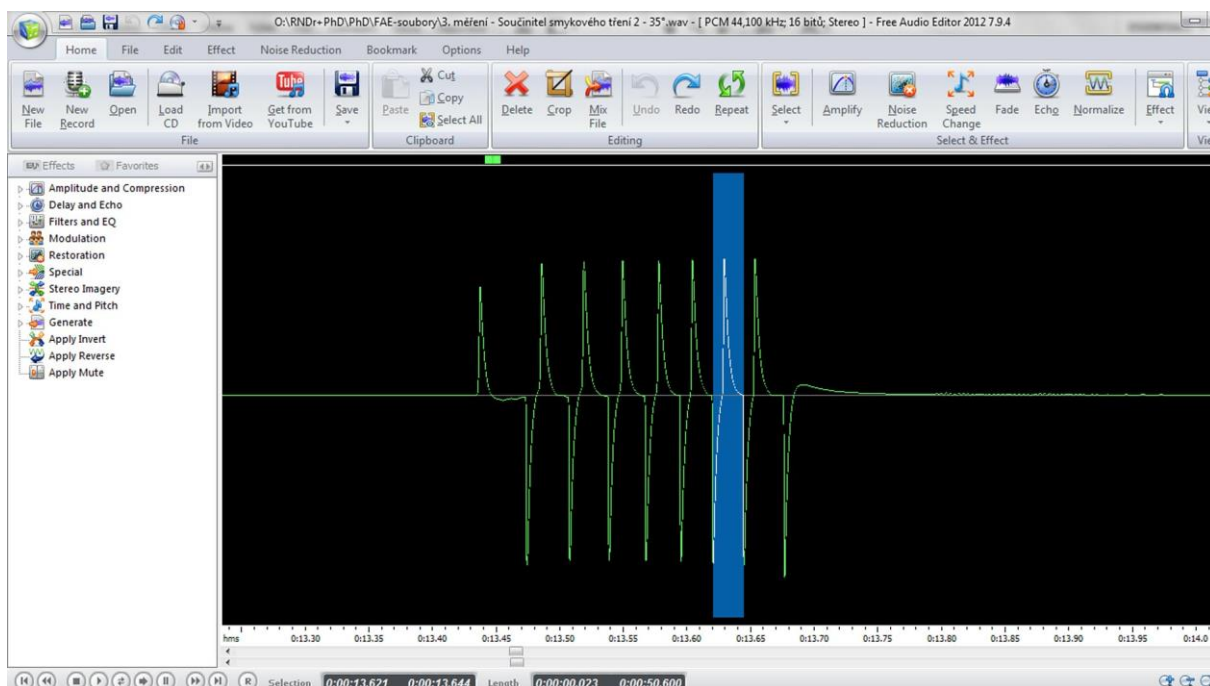 O:\RNDr+PhD\PhD\FAE-soubory\3. měření - Součinitel smykového tření 2 - 35°.wav - [ PCM 44,100 kHz; 16 bitů; Stereo ] - Free Audio Editor 2012 7.9.4
Home File Edit Effect Noise Reduction Bookmark Options Help
New File
New Record
Open
Load CD
Import from Video
Get from YouTube
Save
File
Paste
Cut
Copy
Select All
Clipboard
Delete
Crop
Mix File
Undo
Redo
Repeat
Editing
Select
Amplify
Noise Reduction
Speed Change
Fade
Echo
Normalize
Effect
Select & Effect
Effects Favorites
Amplitude and Compression
Delay and Echo
Filters and EQ
Modulation
Restoration
Special
Stereo Imagery
Time and Pitch
Generate
Apply Invert
Apply Reverse
Apply Mute
hms 0:13.30 0:13.35 0:13.40 0:13.45 0:13.50 0:13.55 0:13.60 0:13.65 0:13.70 0:13.75 0:13.80 0:13.85 0:13.90 0:13.95 0:14.0
R Selection 0:00:13.621 0:00:13.644 Length 0:00:00.023 0:00:50.600